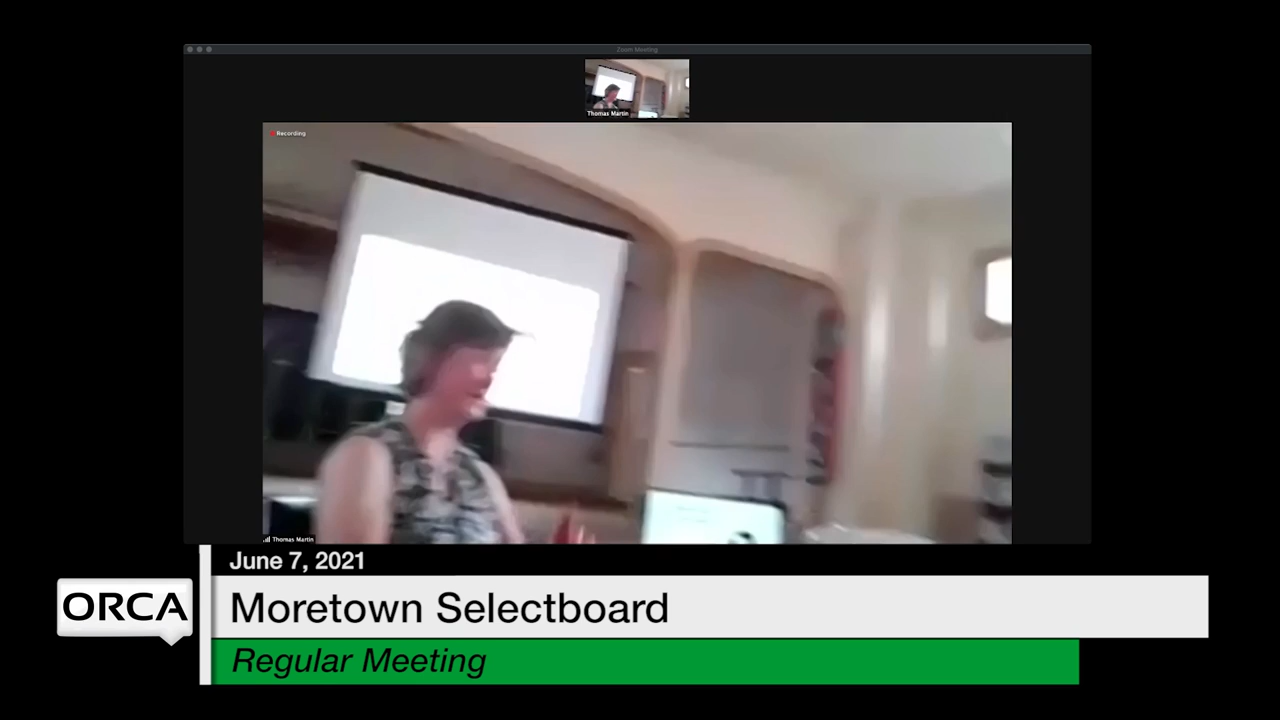 Zoom Meeting
Thomas Martin
Recording
Thomas Martin
June 7, 2021
ORCA
Moretown Selectboard
Regular Meeting